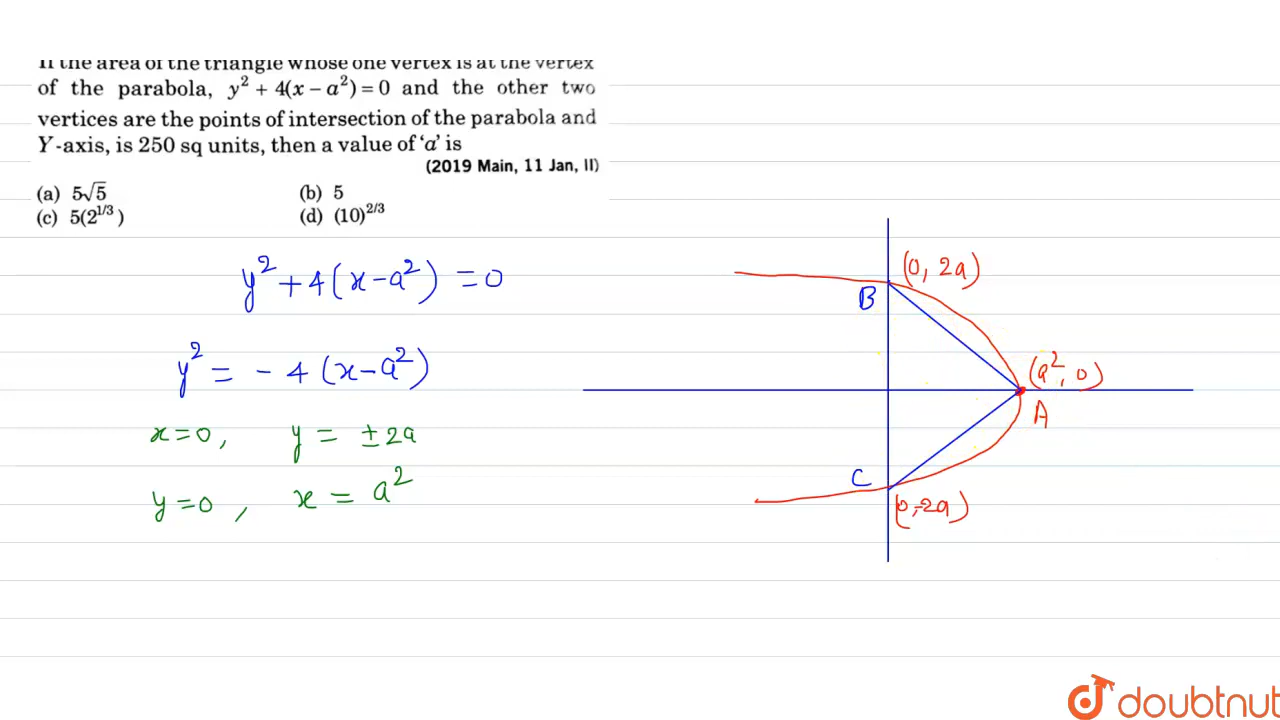 If the area of the triangle whose one vertex is at the vertex
of the parabola, y² + 4(x − a²) = 0 and the other two
vertices are the points of intersection of the parabola and
Y-axis, is 250 sq units, then a value of ‘a’ is
(2019 Main, 11 Jan, II)
(a) 5√5 (b) 5
(c) 5(2^{1/3}) (d) (10)^{2/3}
y² + 4(x − a²) = 0
y² = − 4(x − a²)
x = 0, y = ± 2a
y = 0, x = a²
(0, 2a)
B
(a², 0)
A
C
(0, −2a)
doubtnut